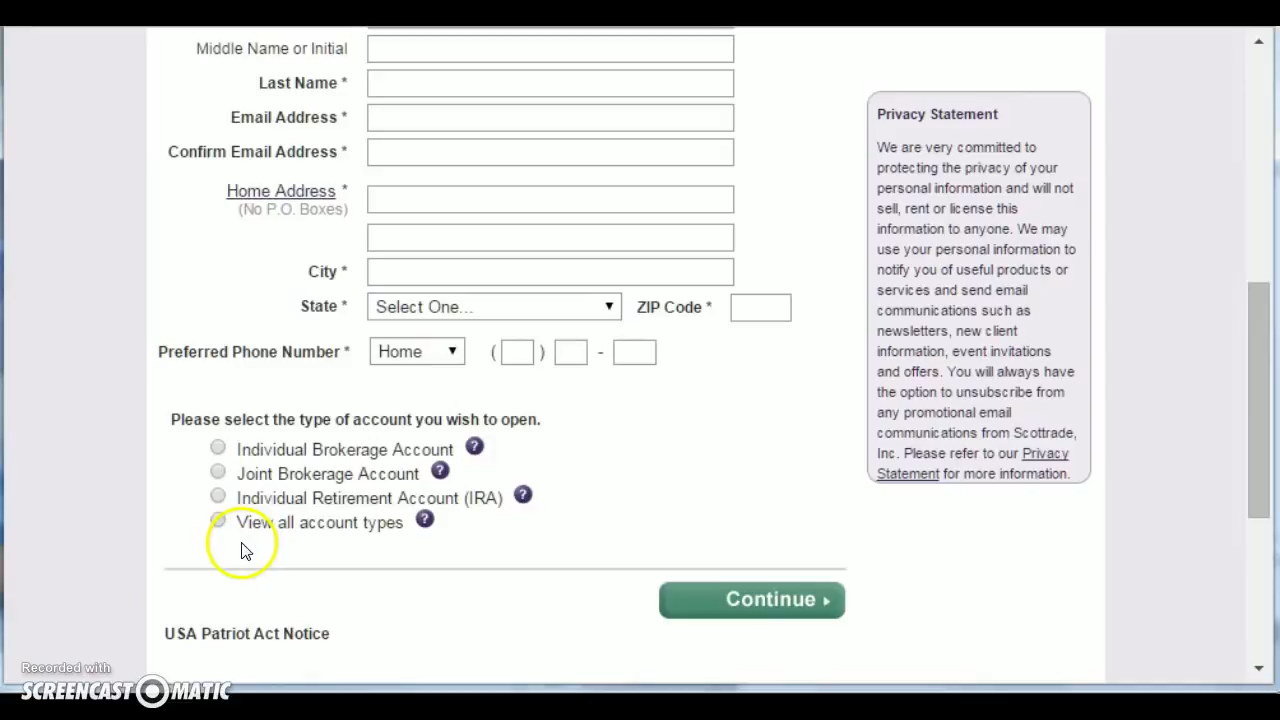 Middle Name or Initial
Last Name *
Email Address *
Confirm Email Address *
Home Address *
(No P.O. Boxes)
City *
State * Select One... ZIP Code *
Preferred Phone Number * Home ( ) -
Please select the type of account you wish to open.
Individual Brokerage Account ?
Joint Brokerage Account ?
Individual Retirement Account (IRA) ?
View all account types ?
Continue
USA Patriot Act Notice
Privacy Statement
We are very committed to
protecting the privacy of your
personal information and will not
sell, rent or license this
information to anyone. We may
use your personal information to
notify you of useful products or
services and send email
communications such as
newsletters, new client
information, event invitations
and offers. You will always have
the option to unsubscribe from
any promotional email
communications from Scottrade,
Inc. Please refer to our Privacy
Statement for more information.
Recorded with
SCREENCAST-O-MATIC